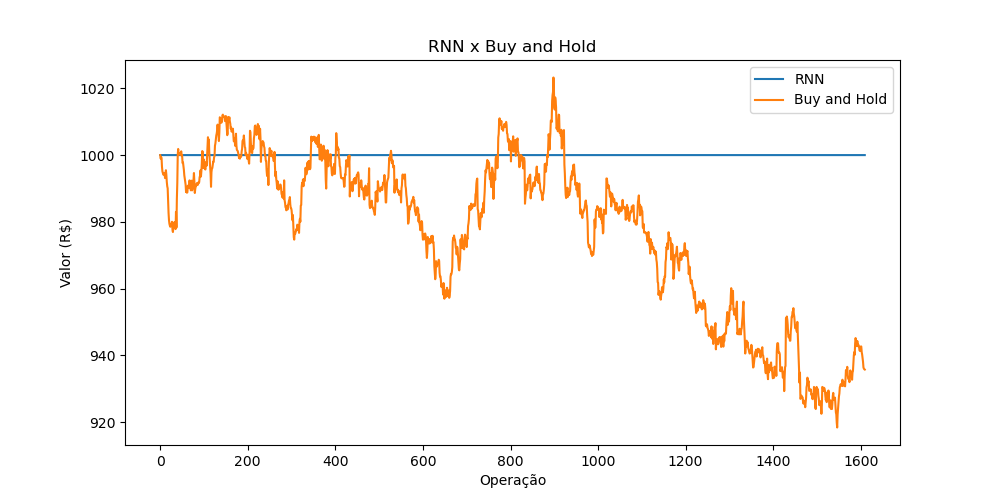 RNN x Buy and Hold
RNN
Buy and Hold
Valor (R$)
1020
1000
980
960
940
920
0 200 400 600 800 1000 1200 1400 1600
Operação